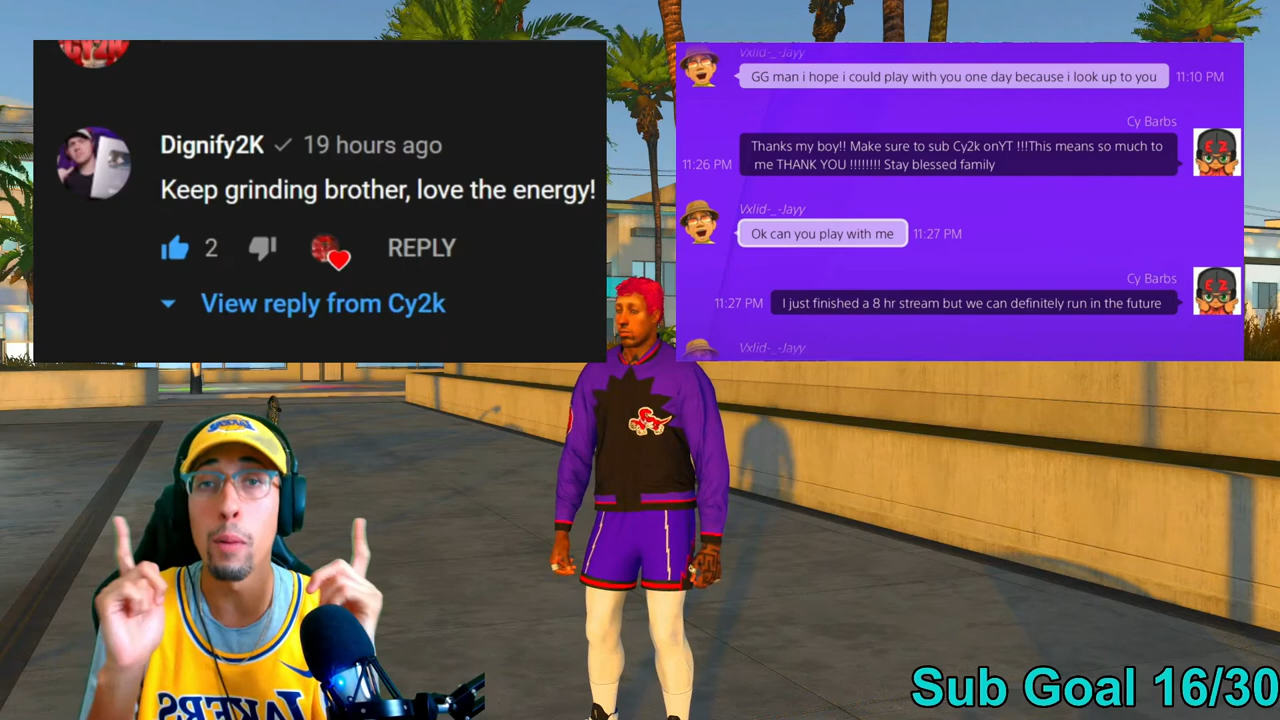 CY2K
Dignify2K 19 hours ago
Keep grinding brother, love the energy!
2 REPLY
View reply from Cy2k
Vxlid-_-Jayy
GG man i hope i could play with you one day because i look up to you 11:10 PM
Cy Barbs
Thanks my boy!! Make sure to sub Cy2k onYT !!!This means so much to
11:26 PM me THANK YOU !!!!!!!! Stay blessed family
Vxlid-_-Jayy
Ok can you play with me 11:27 PM
Cy Barbs
11:27 PM I just finished a 8 hr stream but we can definitely run in the future
Vxlid-_-Jayy
LAKERS
Sub Goal 16/30